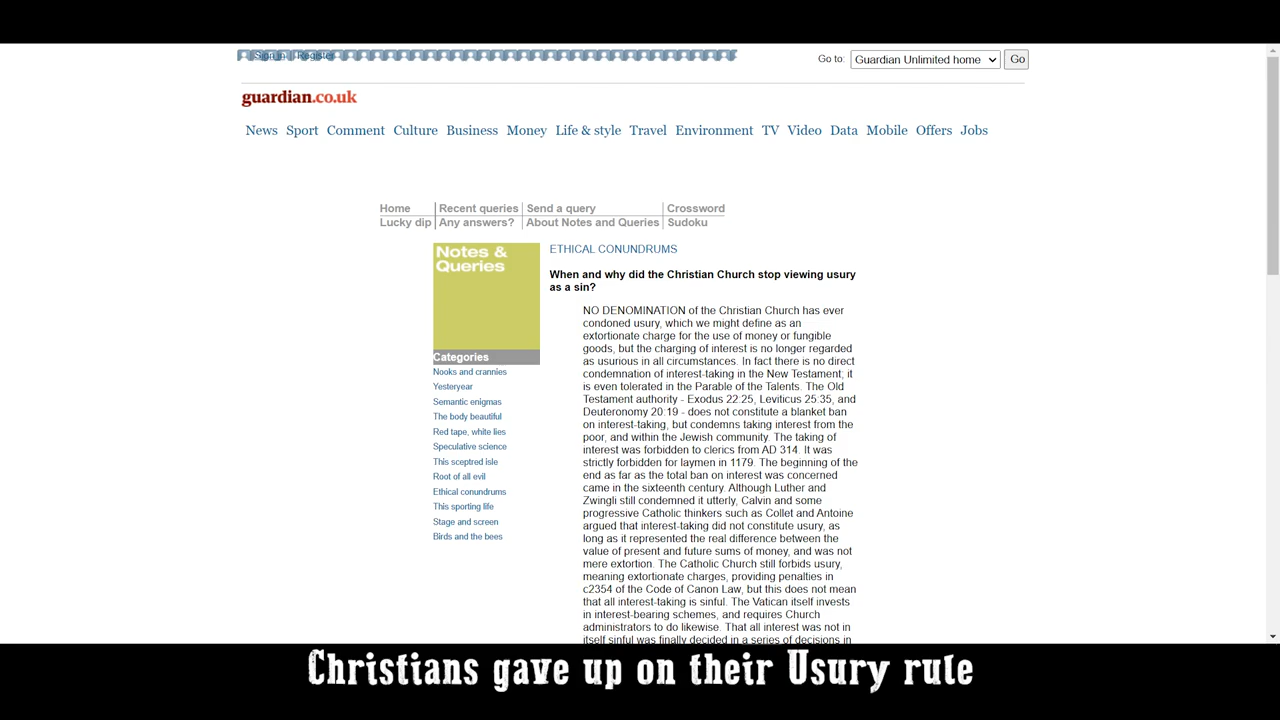 Sign in | Register
Go to: Guardian Unlimited home Go
guardian.co.uk
News Sport Comment Culture Business Money Life & style Travel Environment TV Video Data Mobile Offers Jobs
Home Recent queries Send a query Crossword
Lucky dip Any answers? About Notes and Queries Sudoku
Notes &
Queries
Categories
Nooks and crannies
Yesteryear
Semantic enigmas
The body beautiful
Red tape, white lies
Speculative science
This sceptred isle
Root of all evil
Ethical conundrums
This sporting life
Stage and screen
Birds and the bees
ETHICAL CONUNDRUMS
When and why did the Christian Church stop viewing usury
as a sin?
NO DENOMINATION of the Christian Church has ever
condoned usury, which we might define as an
extortionate charge for the use of money or fungible
goods, but the charging of interest is no longer regarded
as usurious in all circumstances. In fact there is no direct
condemnation of interest-taking in the New Testament; it
is even tolerated in the Parable of the Talents. The Old
Testament authority - Exodus 22:25, Leviticus 25:35, and
Deuteronomy 20:19 - does not constitute a blanket ban
on interest-taking, but condemns taking interest from the
poor, and within the Jewish community. The taking of
interest was forbidden to clerics from AD 314. It was
strictly forbidden for laymen in 1179. The beginning of the
end as far as the total ban on interest was concerned
came in the sixteenth century. Although Luther and
Zwingli still condemned it utterly, Calvin and some
progressive Catholic thinkers such as Collet and Antoine
argued that interest-taking did not constitute usury, as
long as it represented the real difference between the
value of present and future sums of money, and was not
mere extortion. The Catholic Church still forbids usury,
meaning extortionate charges, providing penalties in
c2354 of the Code of Canon Law, but this does not mean
that all interest-taking is sinful. The Vatican itself invests
in interest-bearing schemes, and requires Church
administrators to do likewise. That all interest was not in
itself sinful was finally decided in a series of decisions in
Christians gave up on their Usury rule